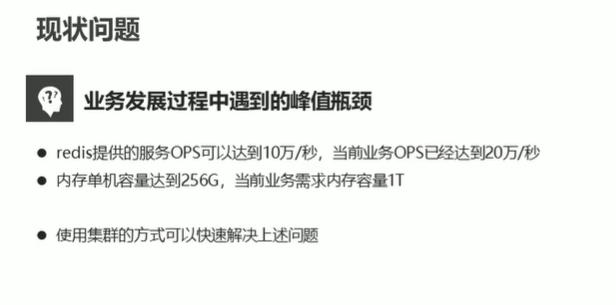 现状问题
??
业务发展过程中遇到的峰值瓶颈
● redis提供的服务OPS可以达到10万/秒，当前业务OPS已经达到20万/秒
● 内存单机容量达到256G，当前业务需求内存容量1T
● 使用集群的方式可以快速解决上述问题